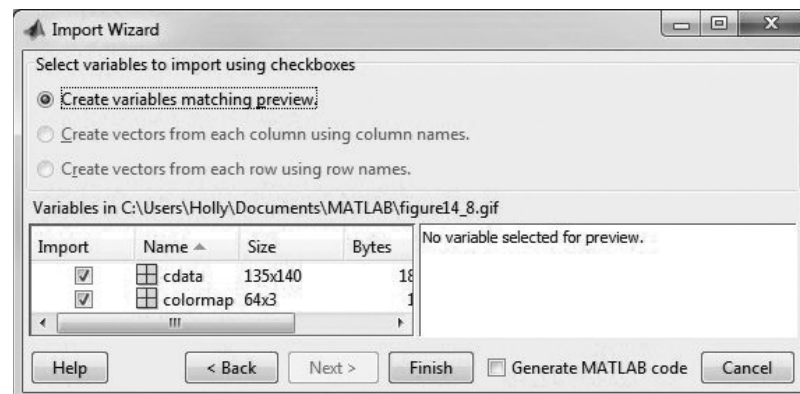 Import Wizard
Select variables to import using checkboxes
Create variables matching preview.
Create vectors from each column using column names.
Create vectors from each row using row names.
Variables in C:\Users\Holly\Documents\MATLAB\figure14_8.gif
Import Name Size Bytes
No variable selected for preview.
cdata 135x140 18
colormap 64x3 1
Help < Back Next > Finish Generate MATLAB code Cancel